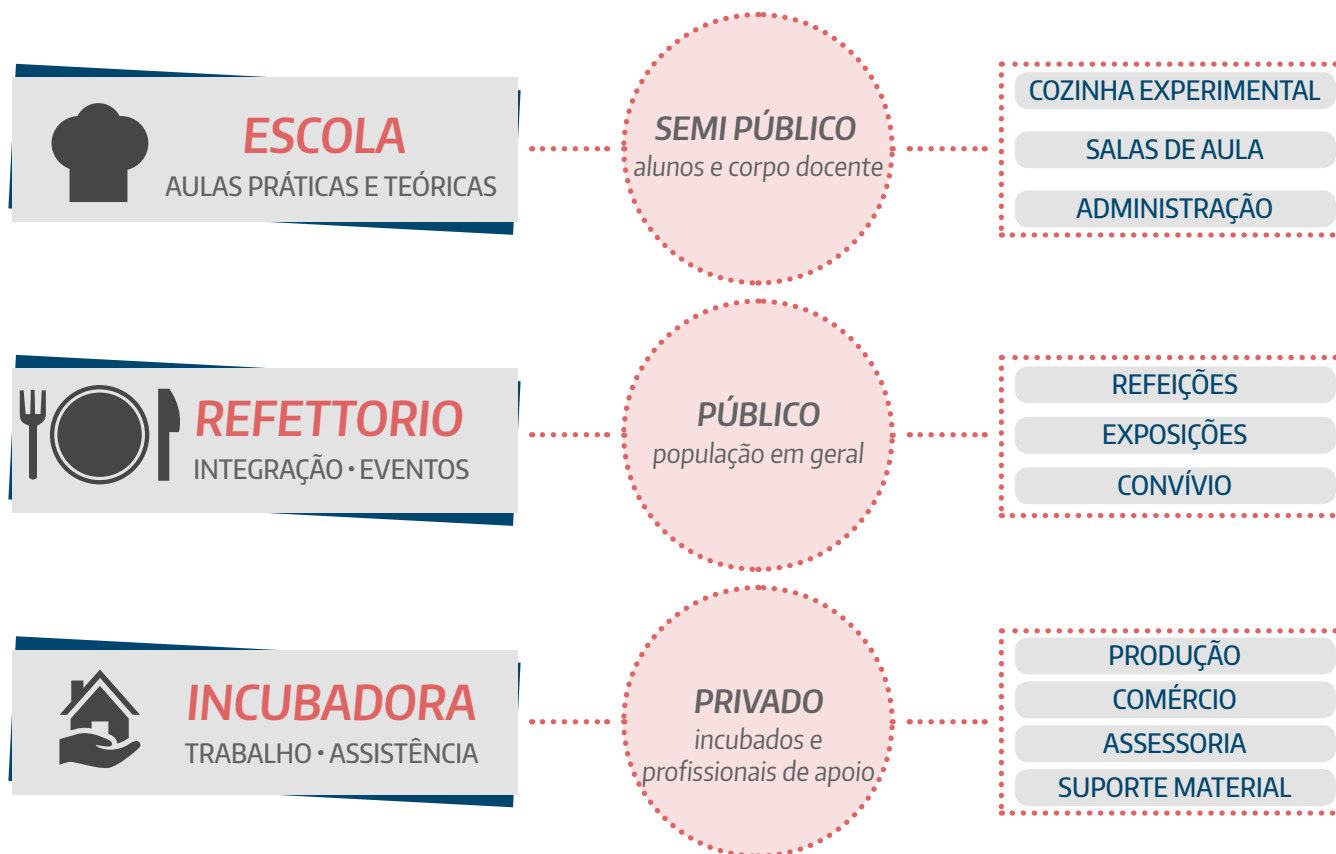 ESCOLA
AULAS PRÁTICAS E TEÓRICAS
SEMI PÚBLICO
alunos e corpo docente
COZINHA EXPERIMENTAL
SALAS DE AULA
ADMINISTRAÇÃO
REFETTORIO
INTEGRAÇÃO • EVENTOS
PÚBLICO
população em geral
REFEIÇÕES
EXPOSIÇÕES
CONVÍVIO
INCUBADORA
TRABALHO • ASSISTÊNCIA
PRIVADO
incubados e
profissionais de apoio
PRODUÇÃO
COMÉRCIO
ASSESSORIA
SUPORTE MATERIAL